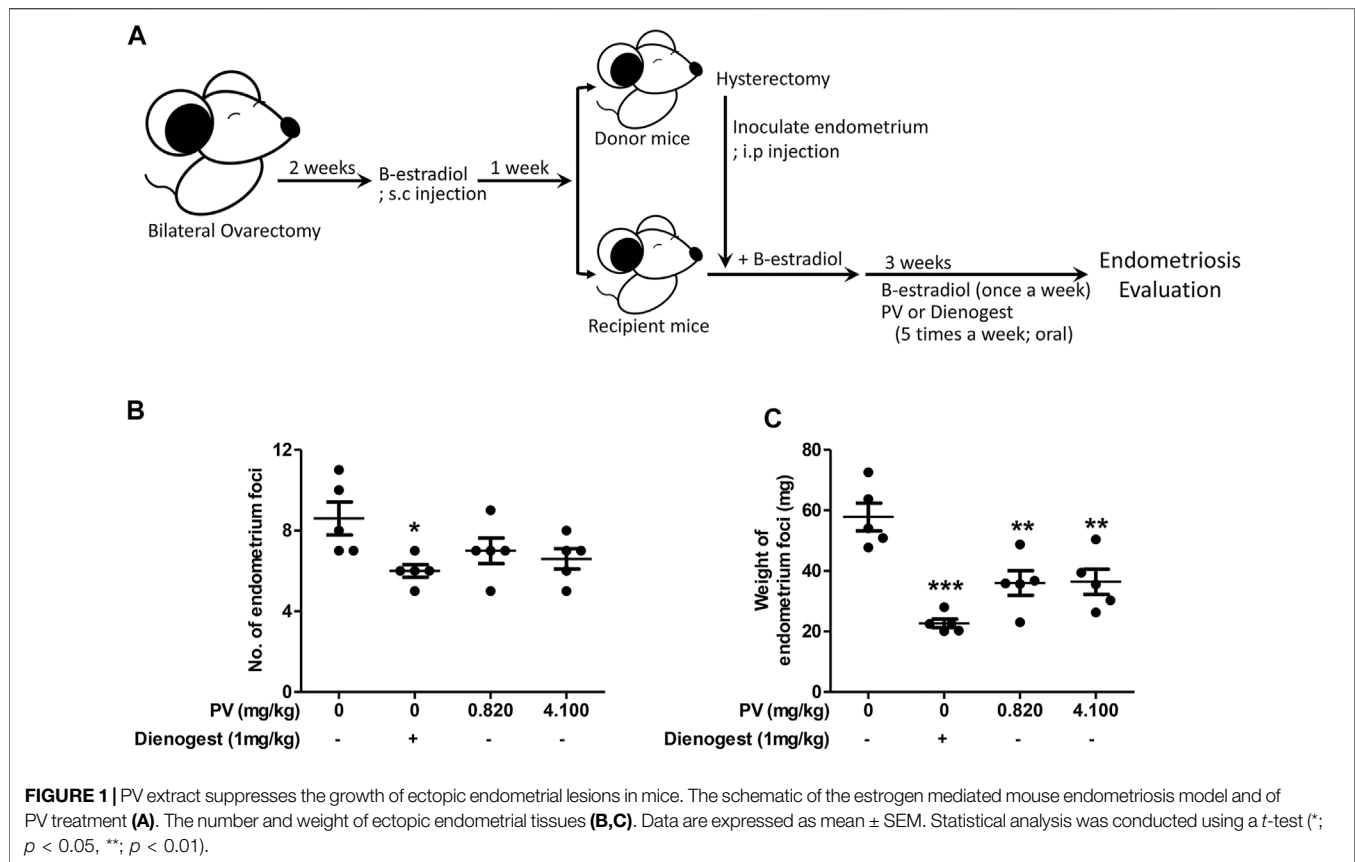 A
Hysterectomy
Donor mice
Inoculate endometrium
; i.p injection
2 weeks
B-estradiol
; s.c injection
1 week
Bilateral Ovarectomy
Recipient mice
+ B-estradiol
3 weeks
B-estradiol (once a week)
PV or Dienogest
(5 times a week; oral)
Endometriosis
Evaluation
B
No. of endometrium foci
12
8
4
0
*
PV (mg/kg) 0 0 0.820 4.100
Dienogest (1mg/kg) - + - -
C
Weight of
endometrium foci (mg)
80
60
40
20
0
*** ** **
PV (mg/kg) 0 0 0.820 4.100
Dienogest (1mg/kg) - + - -
FIGURE 1 | PV extract suppresses the growth of ectopic endometrial lesions in mice. The schematic of the estrogen mediated mouse endometriosis model and of
PV treatment (A). The number and weight of ectopic endometrial tissues (B,C). Data are expressed as mean ± SEM. Statistical analysis was conducted using a t-test (*;
p < 0.05, **; p < 0.01).